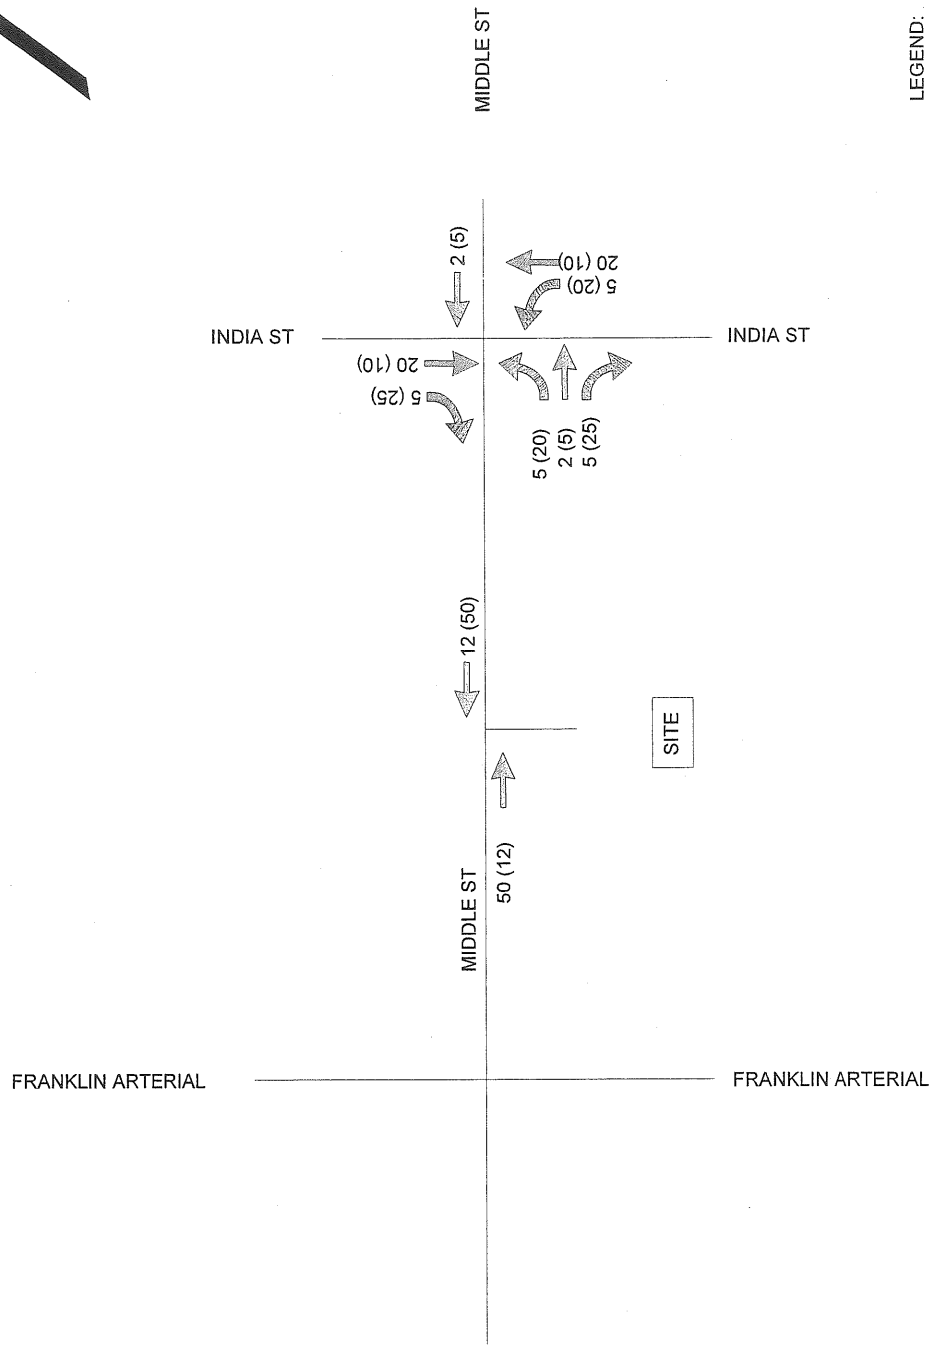 MIDDLE ST
LEGEND:
2 (5)
20 (10)
5 (20)
INDIA ST
INDIA ST
20 (10)
5 (25)
5 (20)
2 (5)
5 (25)
12 (50)
SITE
50 (12)
MIDDLE ST
FRANKLIN ARTERIAL
FRANKLIN ARTERIAL